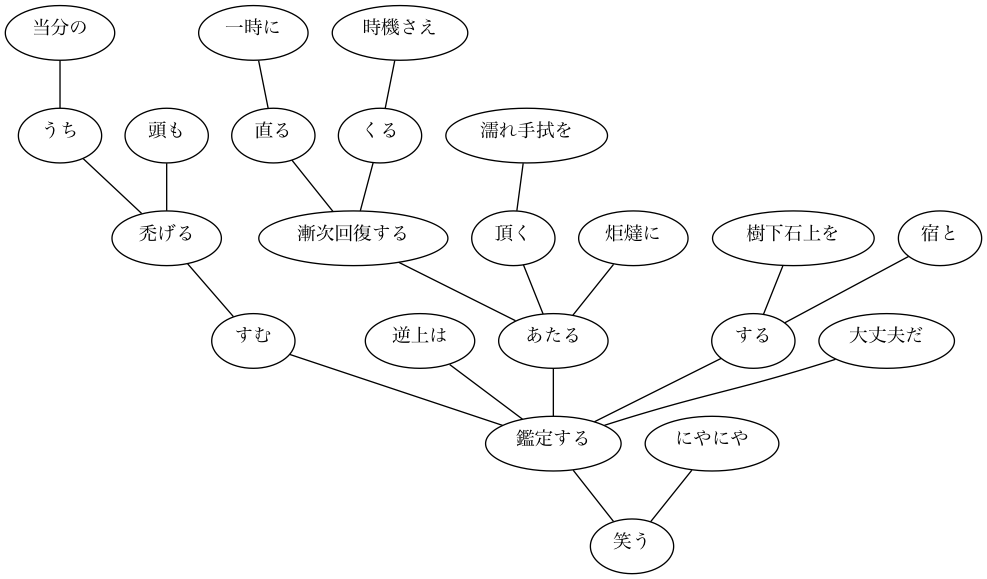 当分の
一時に
時機さえ
うち
頭も
直る
くる
濡れ手拭を
禿げる
漸次回復する
頂く
炬燵に
樹下石上を
宿と
すむ
逆上は
あたる
する
大丈夫だ
鑑定する
にやにや
笑う